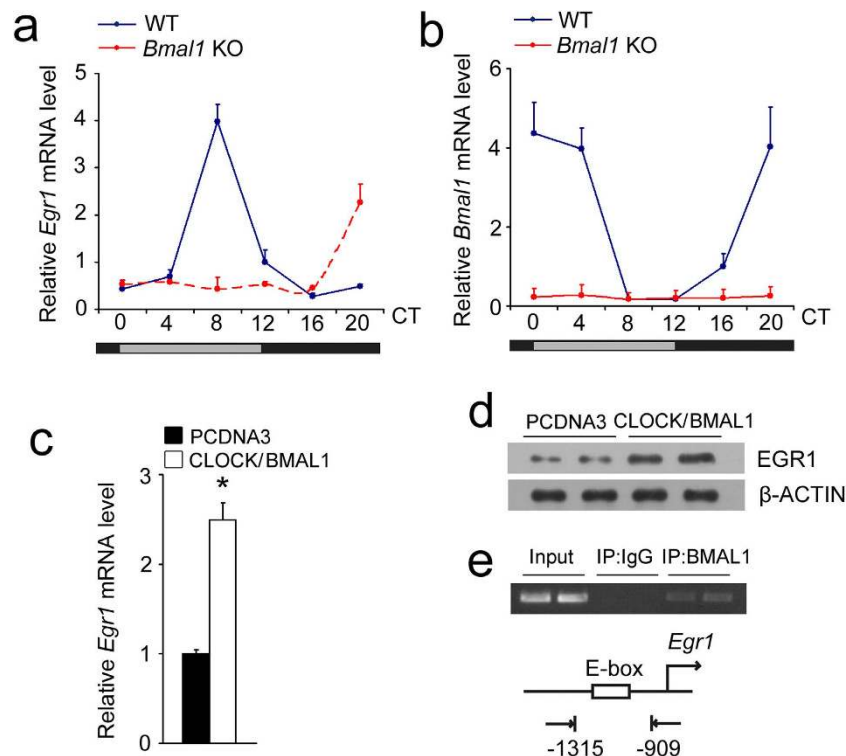 a
WT
Bmal1 KO
Relative Egr1 mRNA level
5
4
3
2
1
0
0 4 8 12 16 20 CT
b
WT
Bmal1 KO
Relative Bmal1 mRNA level
6
4
2
0
0 4 8 12 16 20 CT
c
PCDNA3
CLOCK/BMAL1
Relative Egr1 mRNA level
3
2
1
0
*
d
PCDNA3 CLOCK/BMAL1
EGR1
β-ACTIN
e
Input IP:IgG IP:BMAL1
Egr1
E-box
-1315 -909